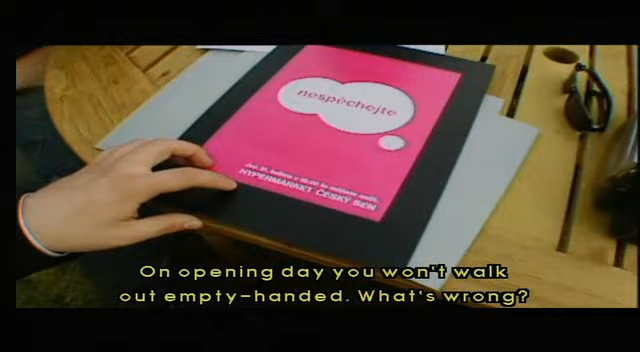 nespěchejte
HYPERMARKET ČESKÝ SEN
On opening day you won't walk
out empty-handed. What's wrong?